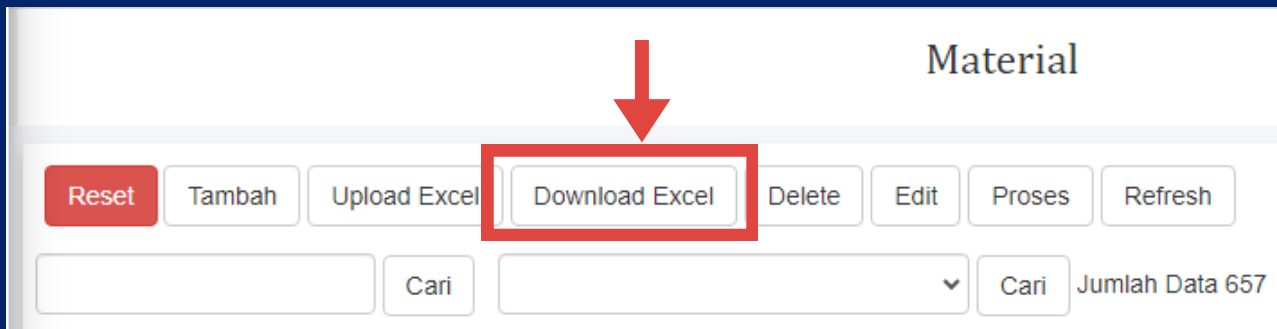 Material
Reset Tambah Upload Excel Download Excel Delete Edit Proses Refresh
Cari Cari Jumlah Data 657